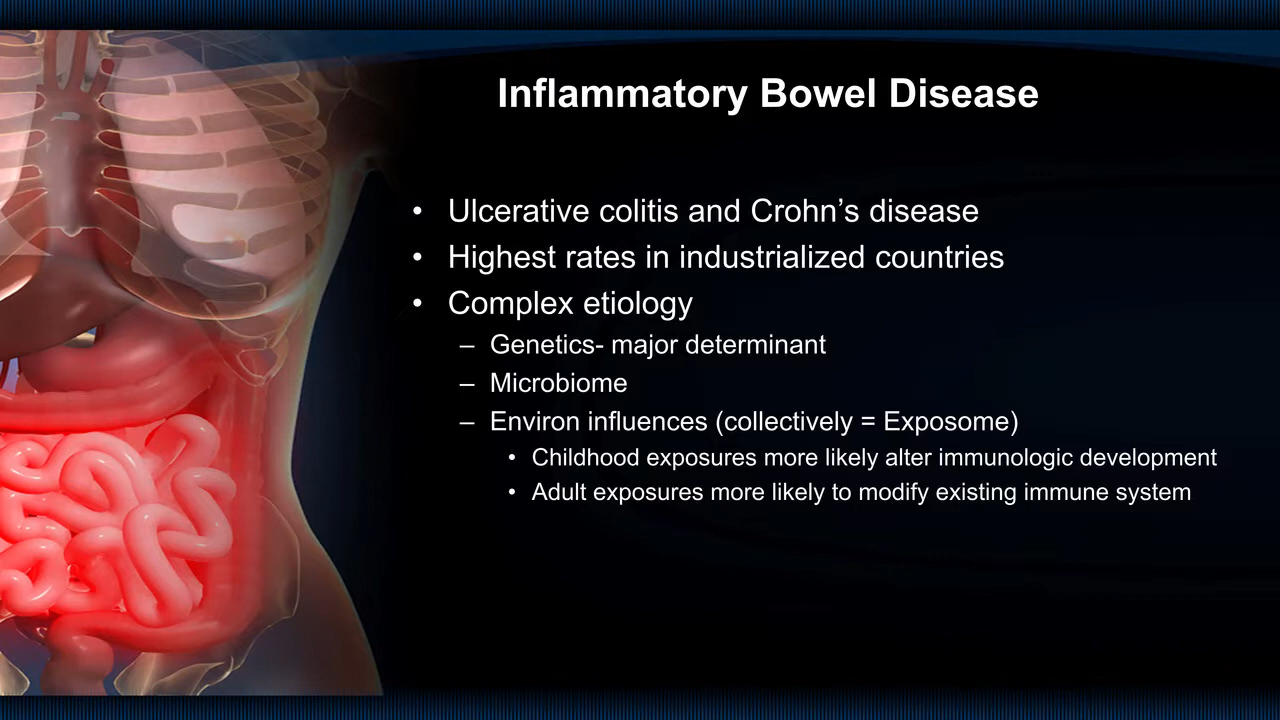 Inflammatory Bowel Disease
• Ulcerative colitis and Crohn’s disease
• Highest rates in industrialized countries
• Complex etiology
– Genetics- major determinant
– Microbiome
– Environ influences (collectively = Exposome)
• Childhood exposures more likely alter immunologic development
• Adult exposures more likely to modify existing immune system